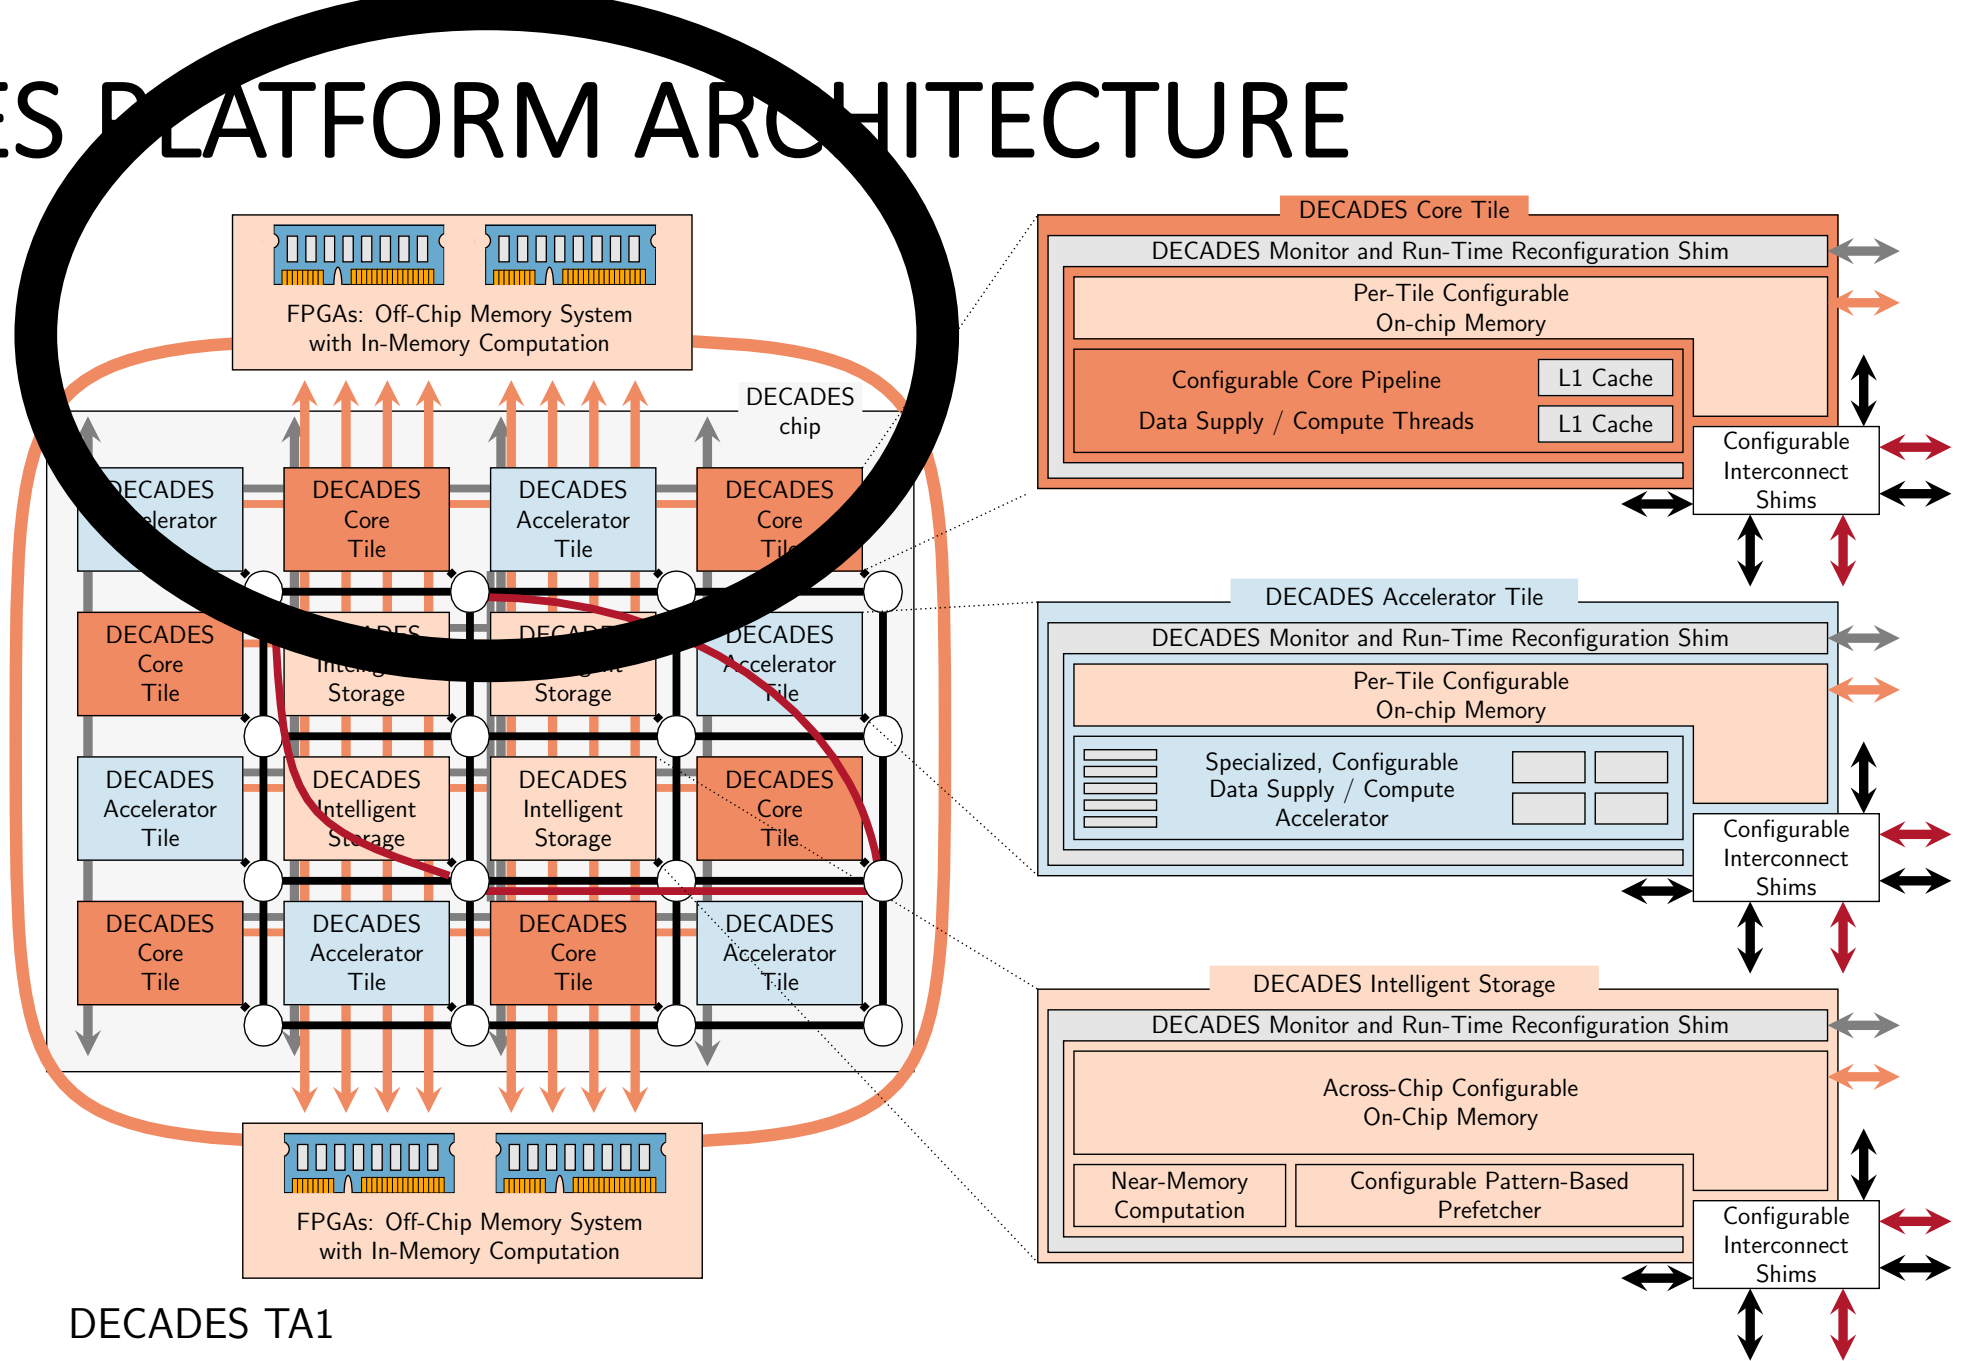 ES PLATFORM ARCHITECTURE
FPGAs: Off-Chip Memory System
with In-Memory Computation
DECADES
chip
DECADES
Tile
DECADES
Core
Tile
DECADES
Accelerator
Tile
DECADES
Core
Tile
DECADES
Core
Tile
Storage
Storage
DECADES
Accelerator
Tile
DECADES
Accelerator
Tile
DECADES
Intelligent
Storage
DECADES
Intelligent
Storage
DECADES
Core
Tile
DECADES
Core
Tile
DECADES
Accelerator
Tile
DECADES
Core
Tile
DECADES
Accelerator
Tile
FPGAs: Off-Chip Memory System
with In-Memory Computation
DECADES TA1
DECADES Core Tile
DECADES Monitor and Run-Time Reconfiguration Shim
Per-Tile Configurable
On-chip Memory
Configurable Core Pipeline
Data Supply / Compute Threads
L1 Cache
L1 Cache
Configurable
Interconnect
Shims
DECADES Accelerator Tile
DECADES Monitor and Run-Time Reconfiguration Shim
Per-Tile Configurable
On-chip Memory
Specialized, Configurable
Data Supply / Compute
Accelerator
Configurable
Interconnect
Shims
DECADES Intelligent Storage
DECADES Monitor and Run-Time Reconfiguration Shim
Across-Chip Configurable
On-Chip Memory
Near-Memory
Computation
Configurable Pattern-Based
Prefetcher
Configurable
Interconnect
Shims